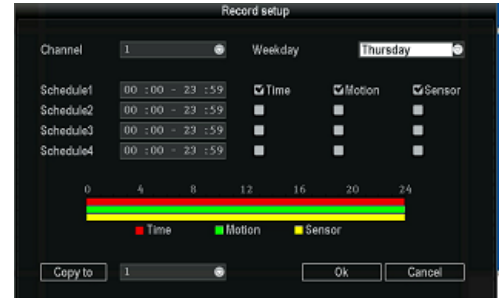 Record setup
Channel 1 Weekday Thursday
Schedule1 00 :00 - 23 :59 Time Motion Sensor
Schedule2 00 :00 - 23 :59
Schedule3 00 :00 - 23 :59
Schedule4 00 :00 - 23 :59
0 4 8 12 16 20 24
Time Motion Sensor
Copy to 1 Ok Cancel